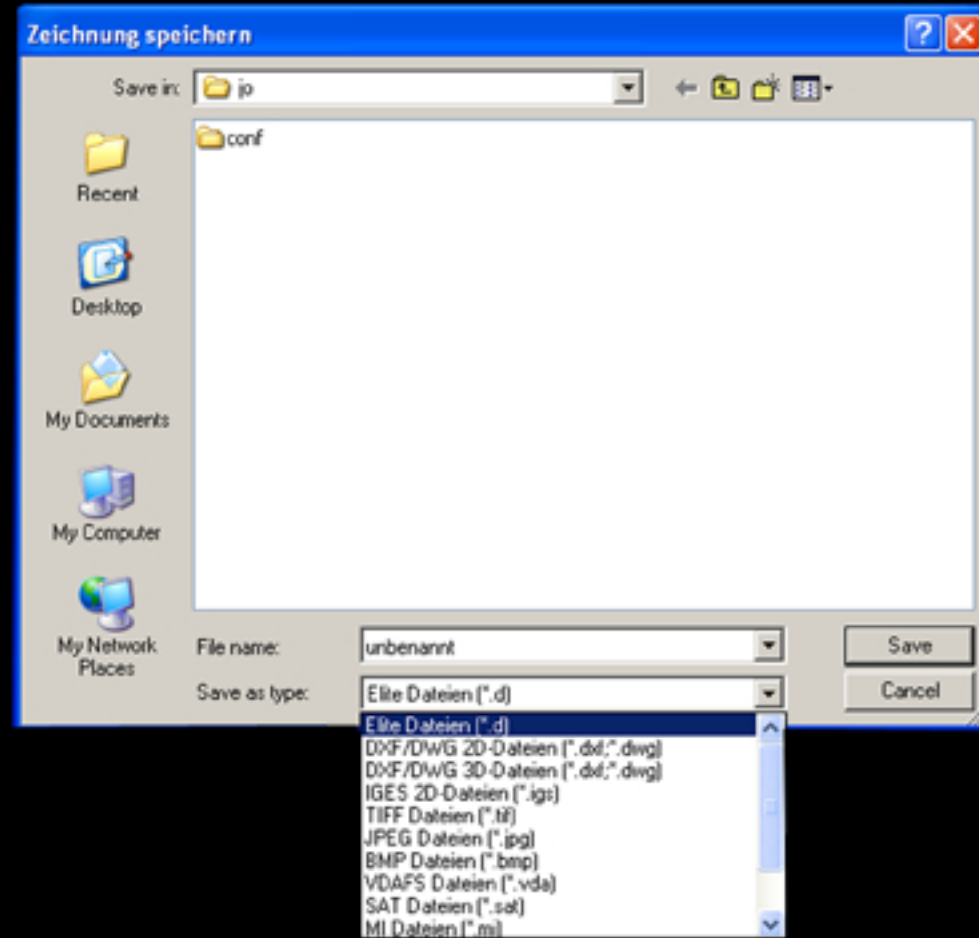 Zeichnung speichern
Save in: jo
conf
Recent
Desktop
My Documents
My Computer
My Network
Places
File name: unbenannt Save
Save as type: Elite Dateien (*.d) Cancel
Elite Dateien (*.d)
DXF/DWG 2D-Dateien (*.dxf;*.dwg)
DXF/DWG 3D-Dateien (*.dxf;*.dwg)
IGES 2D-Dateien (*.igs)
TIFF Dateien (*.tif)
JPEG Dateien (*.jpg)
BMP Dateien (*.bmp)
VDAFS Dateien (*.vda)
SAT Dateien (*.sat)
MI Dateien (*.mi)